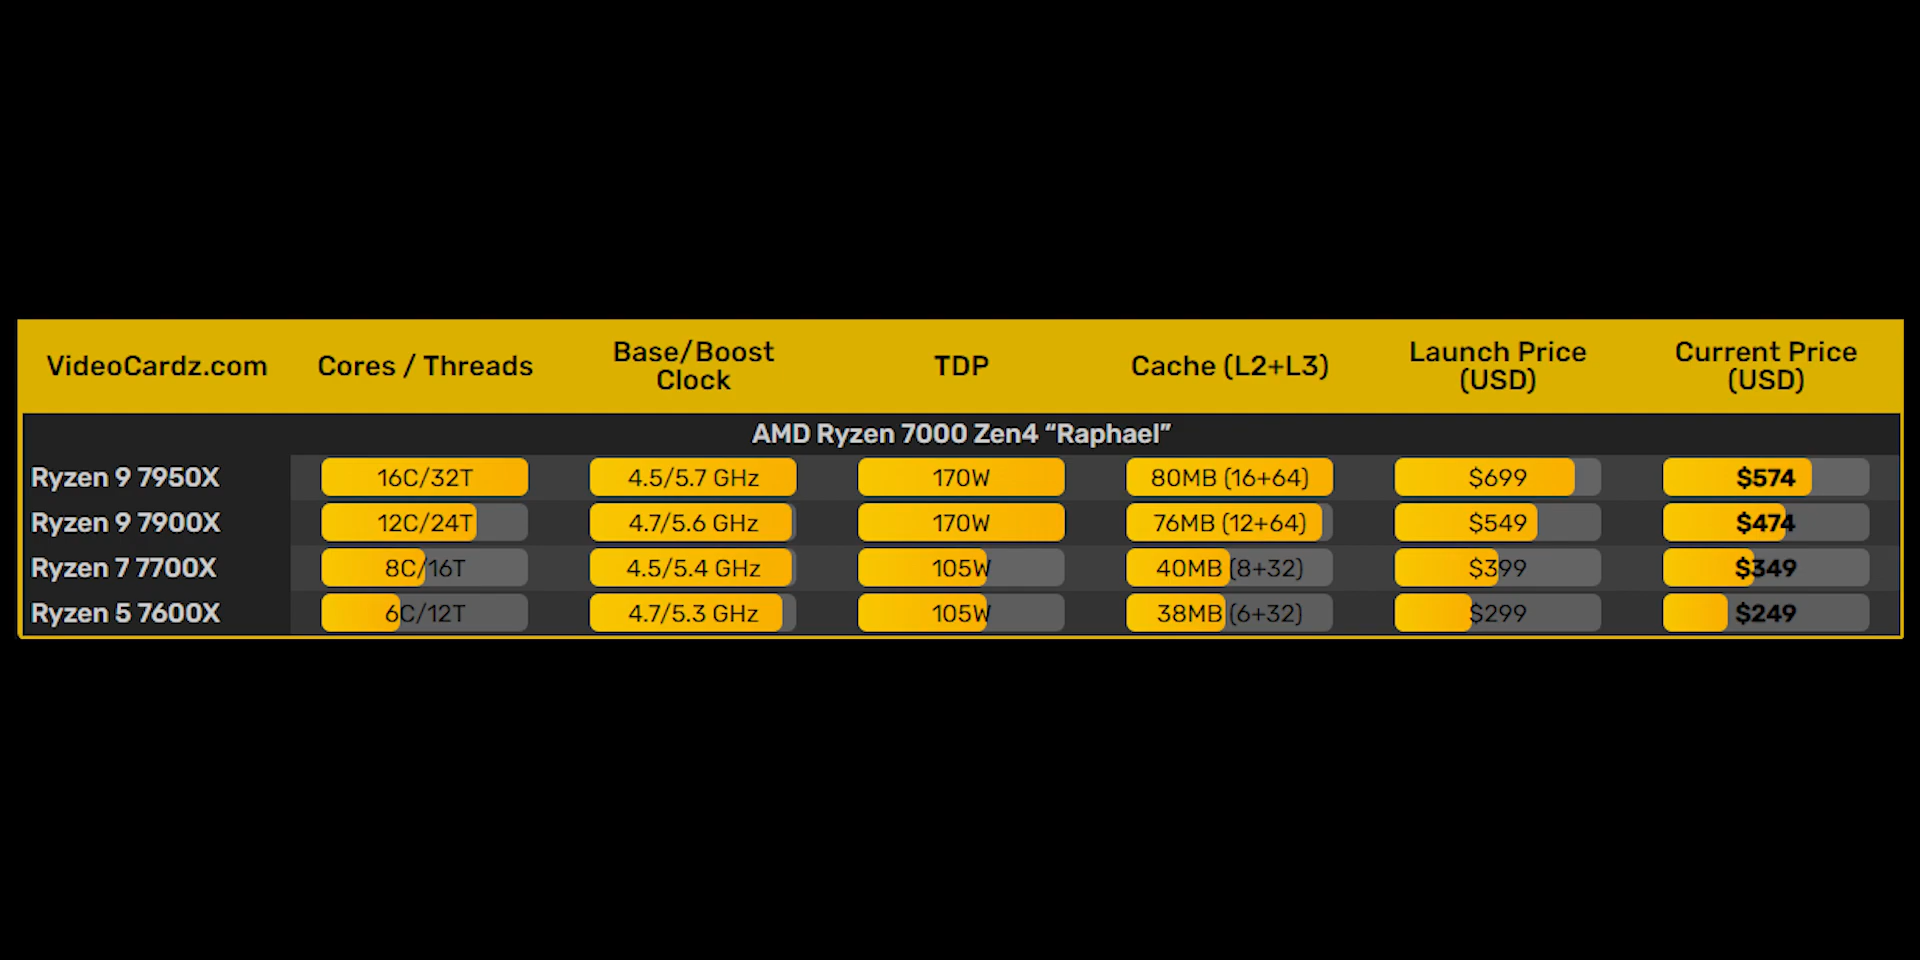 VideoCardz.com Cores / Threads Base/Boost Clock TDP Cache (L2+L3) Launch Price (USD) Current Price (USD)
AMD Ryzen 7000 Zen4 “Raphael”
Ryzen 9 7950X 16C/32T 4.5/5.7 GHz 170W 80MB (16+64) $699 $574
Ryzen 9 7900X 12C/24T 4.7/5.6 GHz 170W 76MB (12+64) $549 $474
Ryzen 7 7700X 8C/16T 4.5/5.4 GHz 105W 40MB (8+32) $399 $349
Ryzen 5 7600X 6C/12T 4.7/5.3 GHz 105W 38MB (6+32) $299 $249